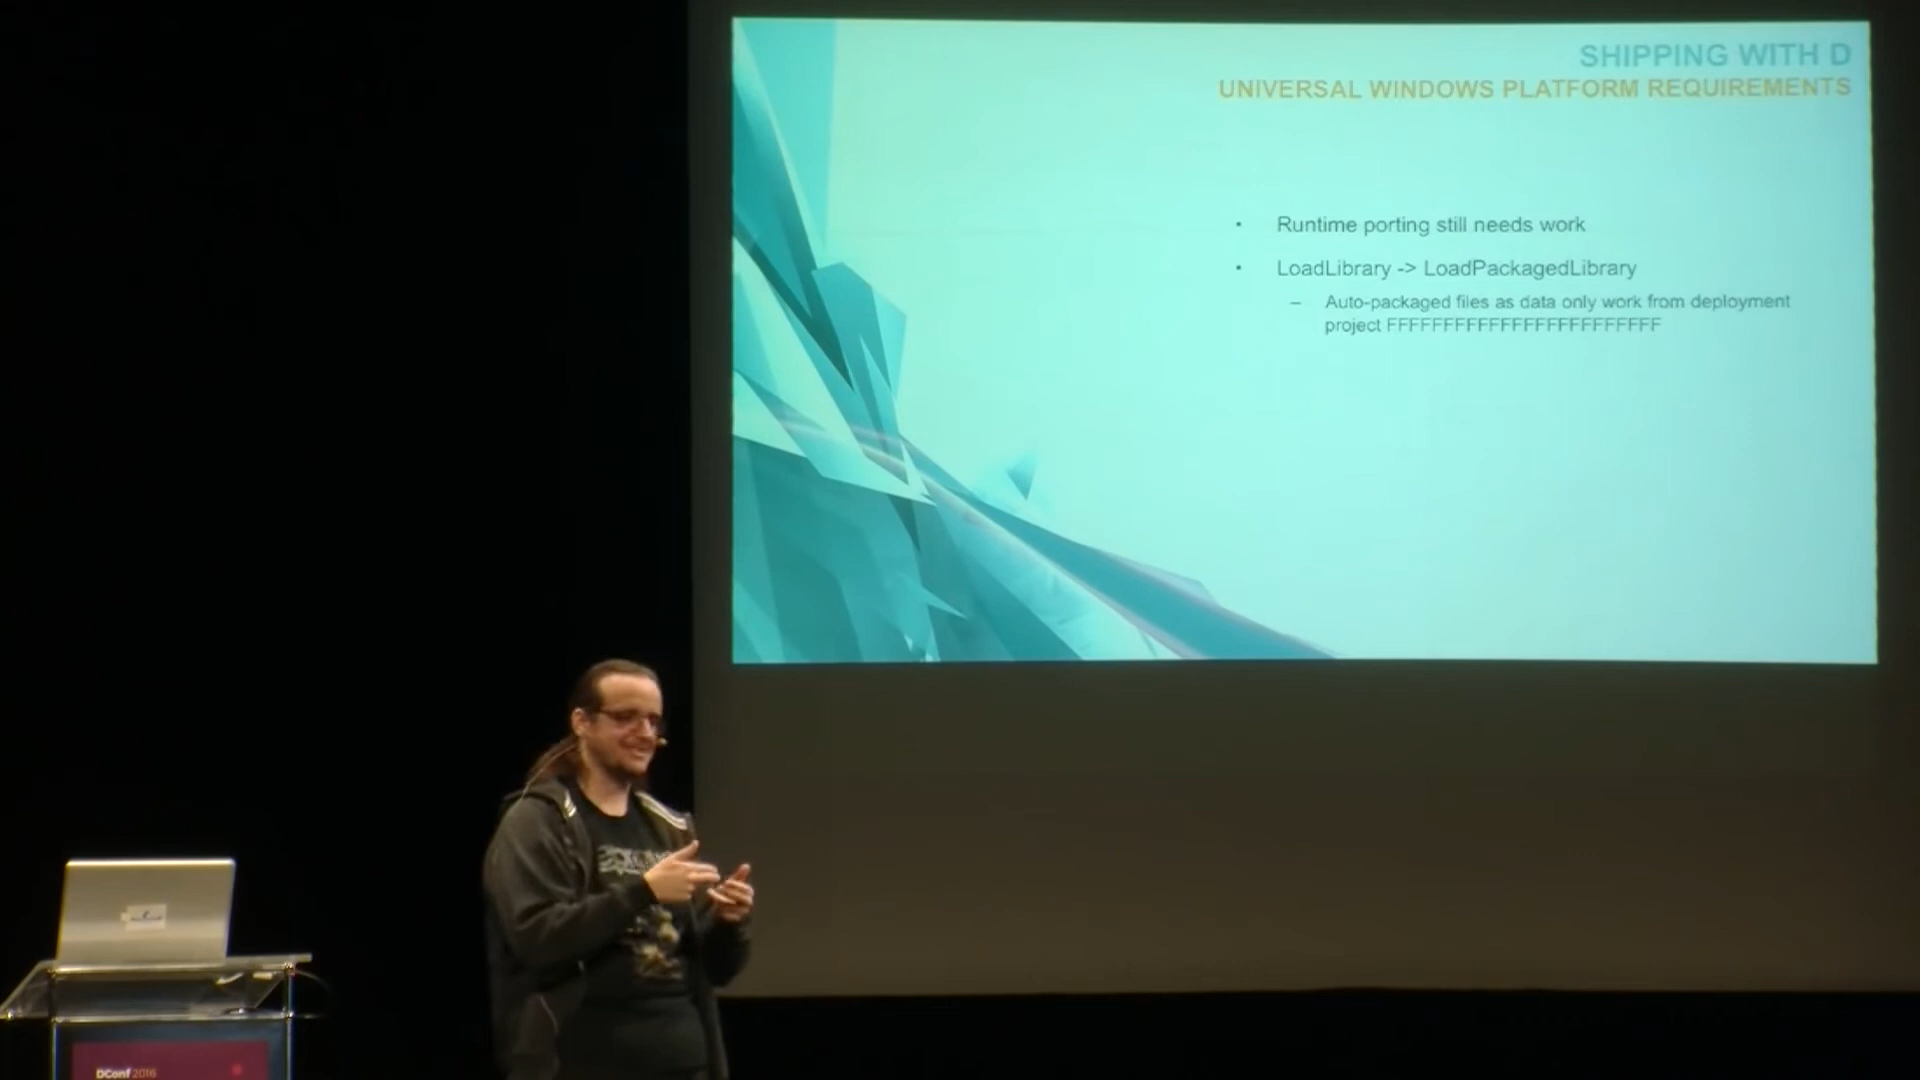 SHIPPING WITH D
UNIVERSAL WINDOWS PLATFORM REQUIREMENTS
• Runtime porting still needs work
• LoadLibrary -> LoadPackagedLibrary
– Auto-packaged files as data only work from deployment
project FFFFFFFFFFFFFFFFFFFFFFFF
DConf 2016